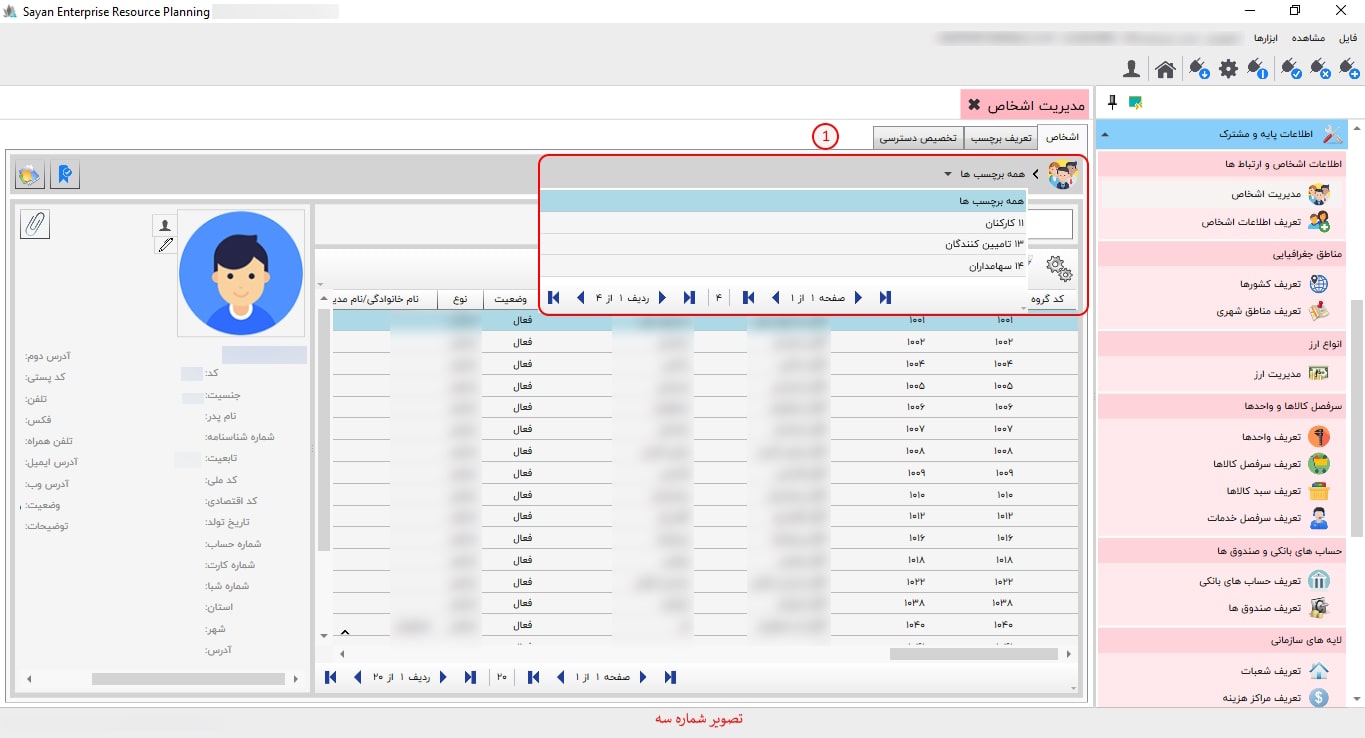 Sayan Enterprise Resource Planning
فایل مشاهده ابزارها
مدیریت اشخاص
اطلاعات پایه و مشترک
اطلاعات اشخاص و ارتباط ها
مدیریت اشخاص
تعریف اطلاعات اشخاص
مناطق جغرافیایی
تعریف کشورها
تعریف مناطق شهری
انواع ارز
مدیریت ارز
سرفصل کالاها و واحدها
تعریف واحدها
تعریف سرفصل کالاها
تعریف سبد کالاها
تعریف سرفصل خدمات
حساب های بانکی و صندوق ها
تعریف حساب های بانکی
تعریف صندوق ها
لایه های سازمانی
تعریف شعبات
تعریف مراکز هزینه
اشخاص تعریف برچسب تخصیص دسترسی
1
همه برچسب ها
همه برچسب ها
۱۱ کارکنان
۱۳ تامیین کنندگان
۱۴ سهامداران
ردیف ۱ از ۴ ۴ صفحه ۱ از ۱
کد گروه وضعیت نوع نام خانوادگی/نام مدیر
۱۰۰۱ ۱۰۰۱ فعال
۱۰۰۲ ۱۰۰۲ فعال
۱۰۰۴ ۱۰۰۴ فعال
۱۰۰۵ ۱۰۰۵ فعال
۱۰۰۶ ۱۰۰۶ فعال
۱۰۰۷ ۱۰۰۷ فعال
۱۰۰۸ ۱۰۰۸ فعال
۱۰۰۹ ۱۰۰۹ فعال
۱۰۱۰ ۱۰۱۰ فعال
۱۰۱۲ ۱۰۱۲ فعال
۱۰۱۶ ۱۰۱۶ فعال
۱۰۱۸ ۱۰۱۸ فعال
۱۰۲۲ ۱۰۲۲ فعال
۱۰۳۸ ۱۰۳۸ فعال
۱۰۴۰ ۱۰۴۰ فعال
ردیف ۱ از ۲۰ ۲۰ صفحه ۱ از ۱
کد:
جنسیت:
نام پدر:
شماره شناسنامه:
تابعیت:
کد ملی:
کد اقتصادی:
تاریخ تولد:
شماره حساب:
شماره کارت:
شماره شبا:
استان:
شهر:
آدرس:
آدرس دوم:
کد پستی:
تلفن:
فکس:
تلفن همراه:
آدرس ایمیل:
آدرس وب:
وضعیت:
توضیحات:
تصویر شماره سه